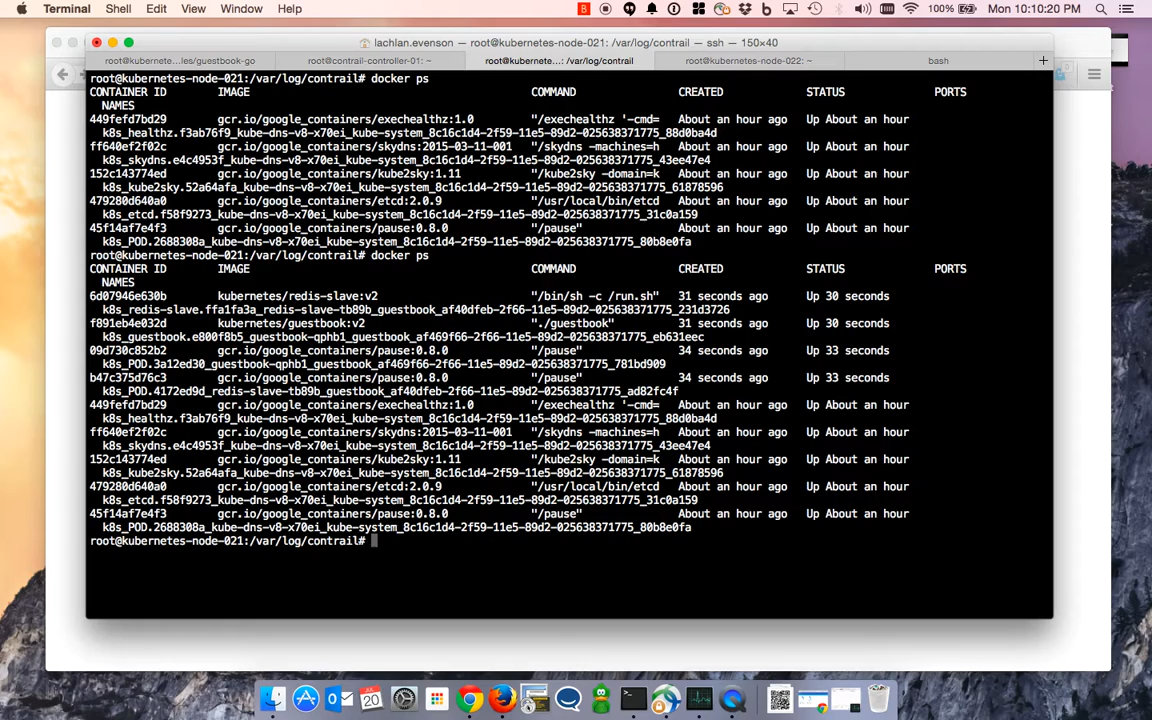 Terminal Shell Edit View Window Help 100% Mon 10:10:20
lachlan.evenson — root@kubernetes-node-021: /var/log/contrail — ssh — 150×40
root@kubernete...les/guestbook-go root@contrail-controller-01: ~ root@kubernete...: /var/log/contrail root@kubernetes-node-022: ~ bash
root@kubernetes-node-021:/var/log/contrail# docker ps
CONTAINER ID IMAGE COMMAND CREATED STATUS PORTS
NAMES
449fefd7bd29 gcr.io/google_containers/exechealthz:1.0 "/exechealthz '-cmd= About an hour ago Up About an hour
k8s_healthz.f3ab76f9_kube-dns-v8-x70ei_kube-system_8c16c1d4-2f59-11e5-89d2-025638371775_88d0ba4d
ff640ef2f02c gcr.io/google_containers/skydns:2015-03-11-001 "/skydns -machines=h About an hour ago Up About an hour
k8s_skydns.e4c4953f_kube-dns-v8-x70ei_kube-system_8c16c1d4-2f59-11e5-89d2-025638371775_43ee47e4
152c143774ed gcr.io/google_containers/kube2sky:1.11 "/kube2sky -domain=k About an hour ago Up About an hour
k8s_kube2sky.52a64afa_kube-dns-v8-x70ei_kube-system_8c16c1d4-2f59-11e5-89d2-025638371775_61878596
479280d640a0 gcr.io/google_containers/etcd:2.0.9 "/usr/local/bin/etcd About an hour ago Up About an hour
k8s_etcd.f58f9273_kube-dns-v8-x70ei_kube-system_8c16c1d4-2f59-11e5-89d2-025638371775_31c0a159
45f14af7e4f3 gcr.io/google_containers/pause:0.8.0 "/pause" About an hour ago Up About an hour
k8s_POD.2688308a_kube-dns-v8-x70ei_kube-system_8c16c1d4-2f59-11e5-89d2-025638371775_80b8e0fa
root@kubernetes-node-021:/var/log/contrail# docker ps
CONTAINER ID IMAGE COMMAND CREATED STATUS PORTS
NAMES
6d07946e630b kubernetes/redis-slave:v2 "/bin/sh -c /run.sh" 31 seconds ago Up 30 seconds
k8s_redis-slave.ffa1fa3a_redis-slave-tb89b_guestbook_af40dfeb-2f66-11e5-89d2-025638371775_231d3726
f891eb4e032d kubernetes/guestbook:v2 "./guestbook" 31 seconds ago Up 30 seconds
k8s_guestbook.e800f8b5_guestbook-qphb1_guestbook_af469f66-2f66-11e5-89d2-025638371775_eb631eec
09d730c852b2 gcr.io/google_containers/pause:0.8.0 "/pause" 34 seconds ago Up 33 seconds
k8s_POD.3a12ed30_guestbook-qphb1_guestbook_af469f66-2f66-11e5-89d2-025638371775_781bd909
b47c375d76c3 gcr.io/google_containers/pause:0.8.0 "/pause" 34 seconds ago Up 33 seconds
k8s_POD.4172ed9d_redis-slave-tb89b_guestbook_af40dfeb-2f66-11e5-89d2-025638371775_ad82fc4f
449fefd7bd29 gcr.io/google_containers/exechealthz:1.0 "/exechealthz '-cmd= About an hour ago Up About an hour
k8s_healthz.f3ab76f9_kube-dns-v8-x70ei_kube-system_8c16c1d4-2f59-11e5-89d2-025638371775_88d0ba4d
ff640ef2f02c gcr.io/google_containers/skydns:2015-03-11-001 "/skydns -machines=h About an hour ago Up About an hour
k8s_skydns.e4c4953f_kube-dns-v8-x70ei_kube-system_8c16c1d4-2f59-11e5-89d2-025638371775_43ee47e4
152c143774ed gcr.io/google_containers/kube2sky:1.11 "/kube2sky -domain=k About an hour ago Up About an hour
k8s_kube2sky.52a64afa_kube-dns-v8-x70ei_kube-system_8c16c1d4-2f59-11e5-89d2-025638371775_61878596
479280d640a0 gcr.io/google_containers/etcd:2.0.9 "/usr/local/bin/etcd About an hour ago Up About an hour
k8s_etcd.f58f9273_kube-dns-v8-x70ei_kube-system_8c16c1d4-2f59-11e5-89d2-025638371775_31c0a159
45f14af7e4f3 gcr.io/google_containers/pause:0.8.0 "/pause" About an hour ago Up About an hour
k8s_POD.2688308a_kube-dns-v8-x70ei_kube-system_8c16c1d4-2f59-11e5-89d2-025638371775_80b8e0fa
root@kubernetes-node-021:/var/log/contrail#